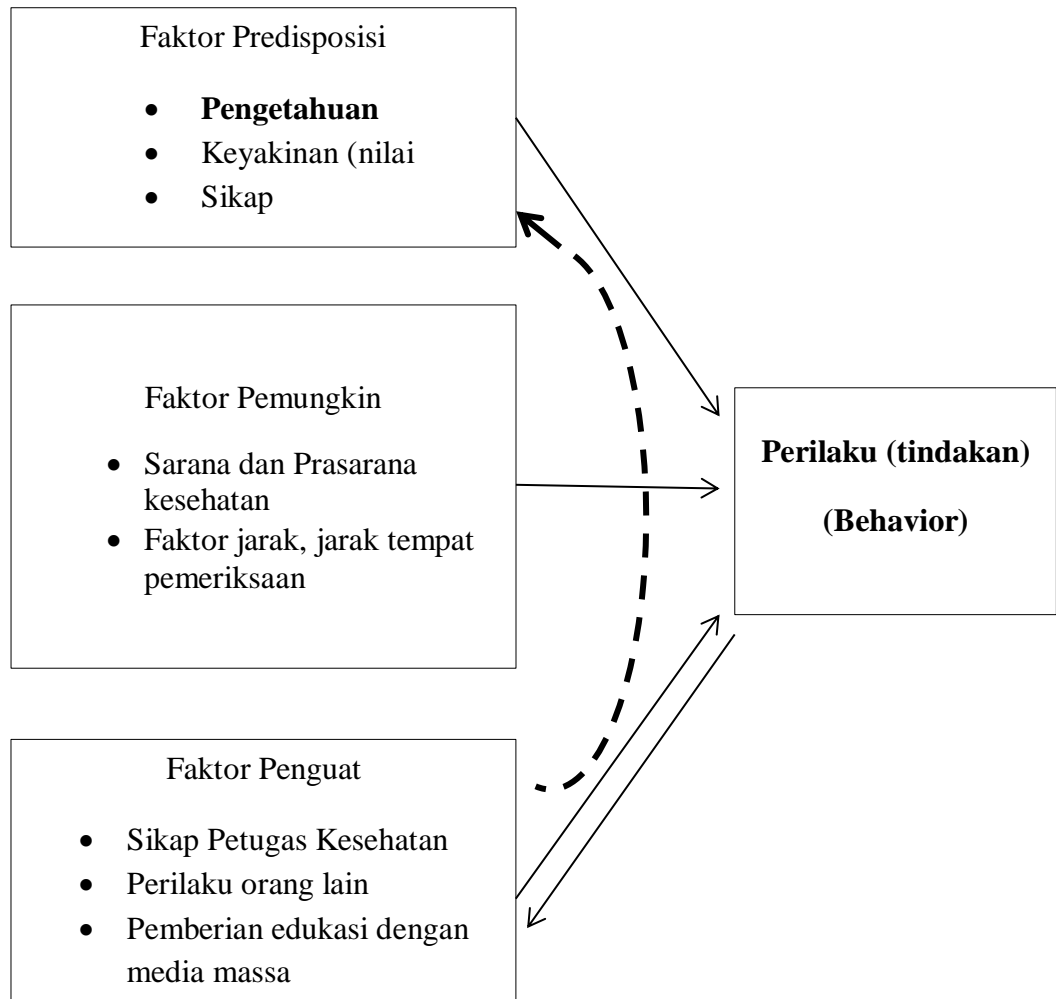 Faktor Predisposisi
• Pengetahuan
• Keyakinan (nilai
• Sikap
Faktor Pemungkin
• Sarana dan Prasarana
kesehatan
• Faktor jarak, jarak tempat
pemeriksaan
Perilaku (tindakan)
(Behavior)
Faktor Penguat
• Sikap Petugas Kesehatan
• Perilaku orang lain
• Pemberian edukasi dengan
media massa